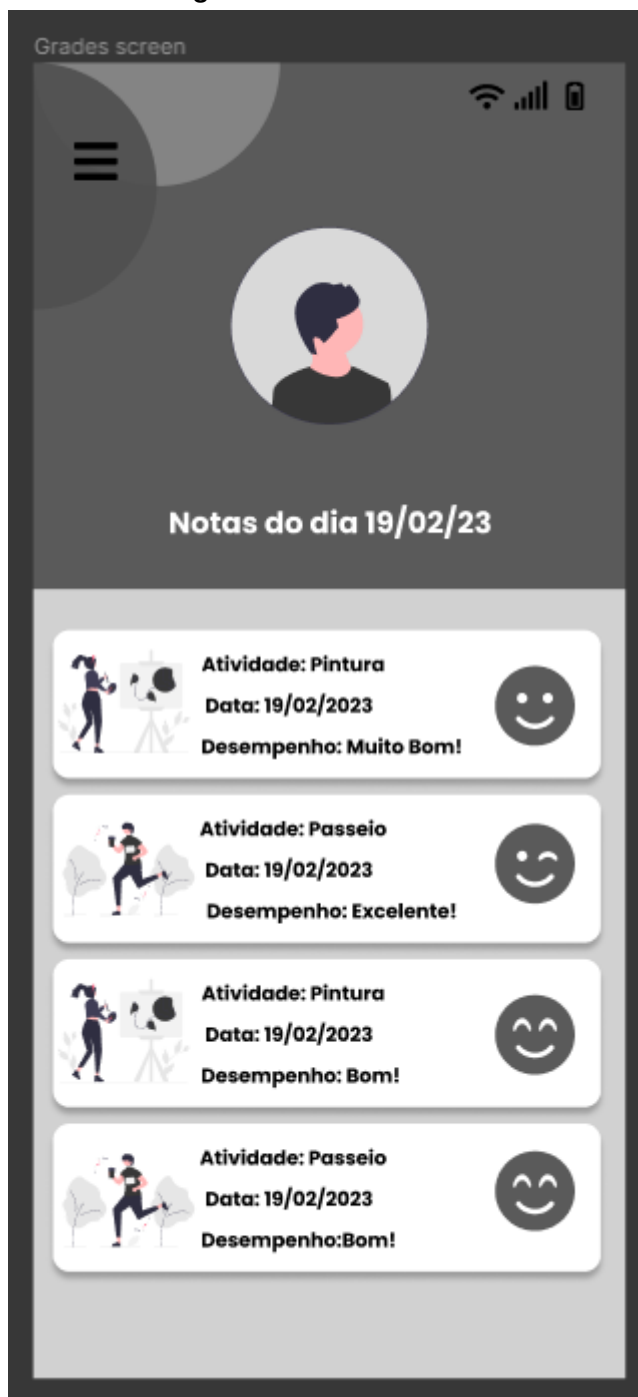 Grades screen
Notas do dia 19/02/23
Atividade: Pintura
Data: 19/02/2023
Desempenho: Muito Bom!
Atividade: Passeio
Data: 19/02/2023
Desempenho: Excelente!
Atividade: Pintura
Data: 19/02/2023
Desempenho: Bom!
Atividade: Passeio
Data: 19/02/2023
Desempenho:Bom!